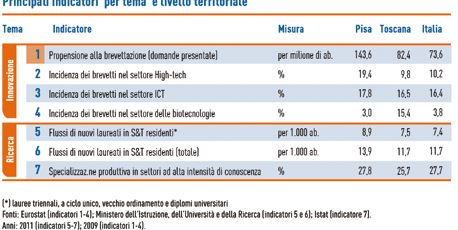 Principali indicatori per tema e livello territoriale
Tema Indicatore Misura Pisa Toscana Italia
Innovazione
1 Propensione alla brevettazione (domande presentate) per milione di ab. 143,6 82,4 73,6
2 Incidenza dei brevetti nel settore High-tech % 19,4 9,8 10,2
3 Incidenza dei brevetti nel settore ICT % 17,8 16,5 16,4
4 Incidenza dei brevetti nel settore delle biotecnologie % 3,0 15,4 3,8
Ricerca
5 Flussi di nuovi laureati in S&T residenti* per 1.000 ab. 8,9 7,5 7,4
6 Flussi di nuovi laureati in S&T residenti (totale) per 1.000 ab. 13,9 11,7 11,7
7 Specializzaz.ne produttiva in settori ad alta intensità di conoscenza % 27,8 25,7 27,7
(*) lauree triennali, a ciclo unico, vecchio ordinamento e diplomi universitari
Fonti: Eurostat (indicatori 1-4); Ministero dell'Istruzione, dell'Università e della Ricerca (indicatori 5 e 6); Istat (indicatore 7).
Anni: 2011 (indicatori 5-7); 2009 (indicatori 1-4).